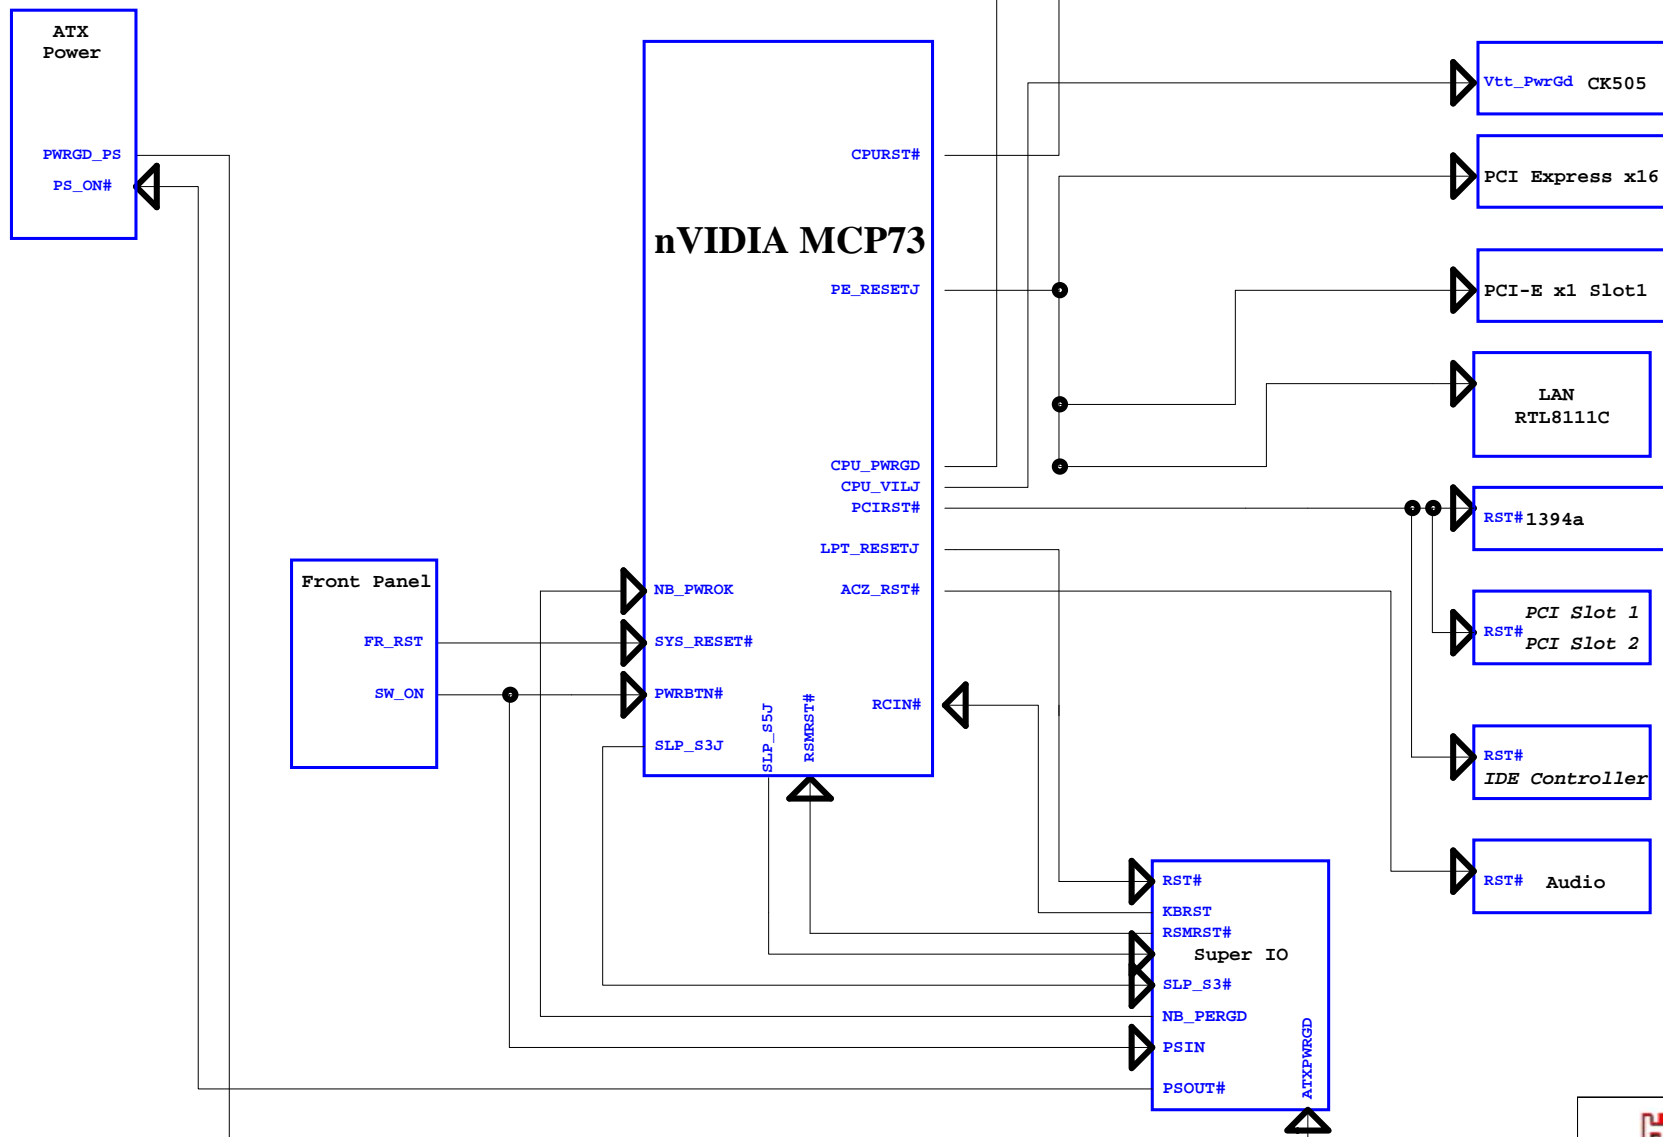 ATX
Power
PWRGD_PS
PS_ON#
nVIDIA MCP73
CPURST#
PE_RESETJ
CPU_PWRGD
CPU_VILJ
PCIRST#
LPT_RESETJ
ACZ_RST#
RCIN#
NB_PWROK
SYS_RESET#
PWRBTN#
SLP_S3J
SLP_S5J
RSMRST#
Front Panel
FR_RST
SW_ON
Vtt_PwrGd CK505
PCI Express x16
PCI-E x1 Slot1
LAN
RTL8111C
RST# 1394a
PCI Slot 1
RST#
PCI Slot 2
RST#
IDE Controller
RST# Audio
RST#
KBRST
RSMRST#
Super IO
SLP_S3#
NB_PERGD
PSIN
PSOUT#
ATXPWRGD